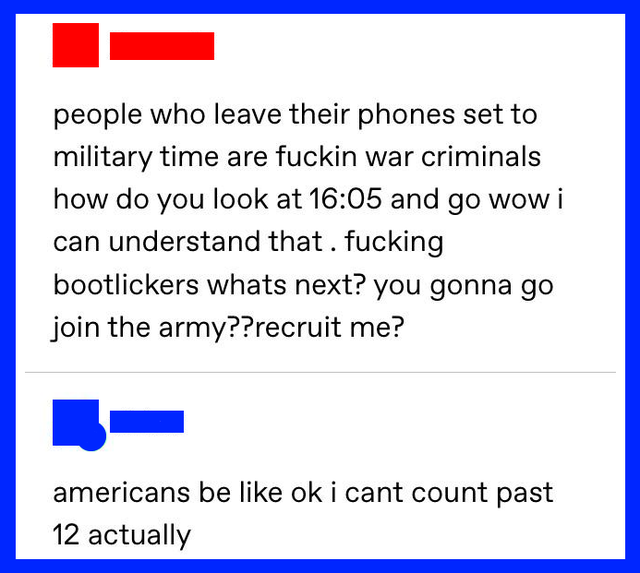 people who leave their phones set to
military time are fuckin war criminals
how do you look at 16:05 and go wow i
can understand that . fucking
bootlickers whats next? you gonna go
join the army??recruit me?
americans be like ok i cant count past
12 actually